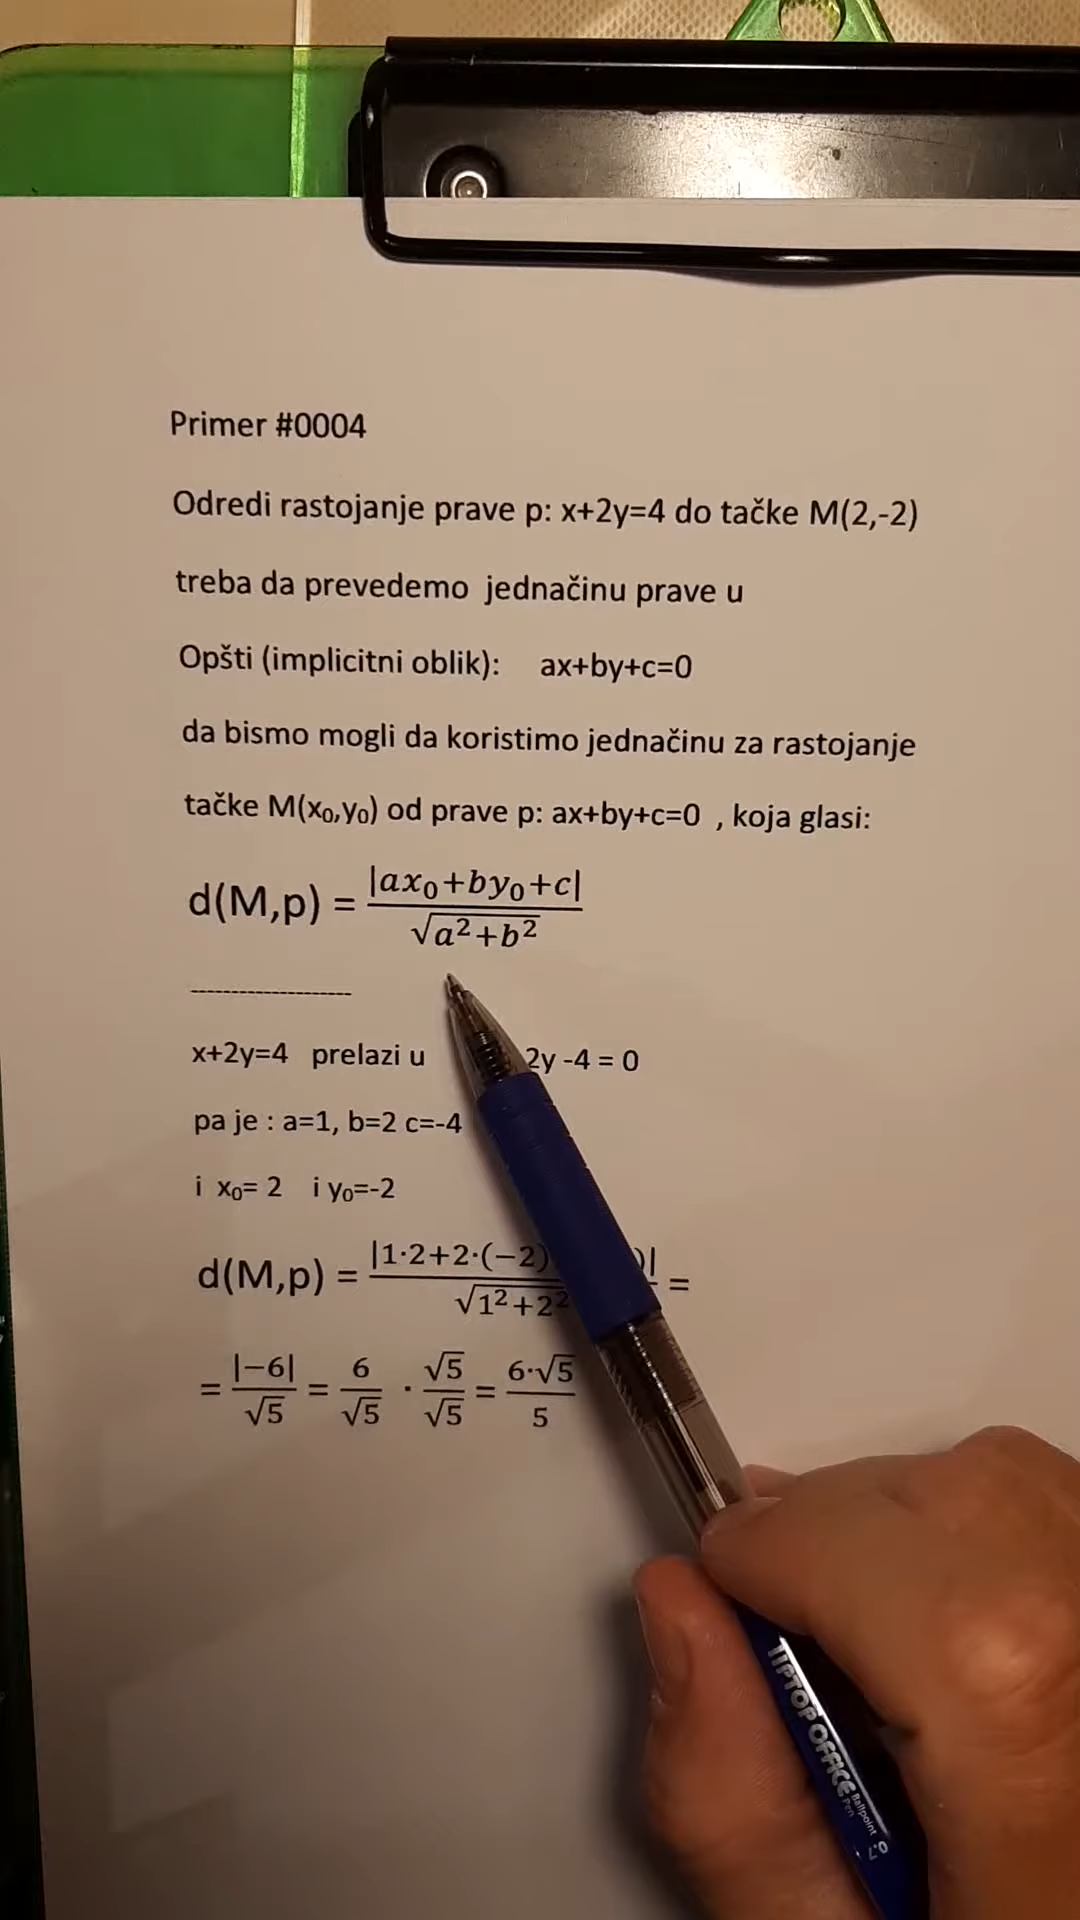 Primer #0004
Odredi rastojanje prave p: x+2y=4 do tačke M(2,-2)
treba da prevedemo jednačinu prave u
Opšti (implicitni oblik): ax+by+c=0
da bismo mogli da koristimo jednačinu za rastojanje
tačke M(x₀,y₀) od prave p: ax+by+c=0 , koja glasi:
d(M,p) = |ax₀+by₀+c| / √a²+b²
--------------------
x+2y=4 prelazi u 2y -4 = 0
pa je : a=1, b=2 c=-4
i x₀= 2 i y₀=-2
d(M,p) = |1·2+2·(−2) )| / √1²+2² =
= |−6|/√5 = 6/√5 · √5/√5 = 6·√5/5
TIPTOP OFFICE
Ballpoint Pen